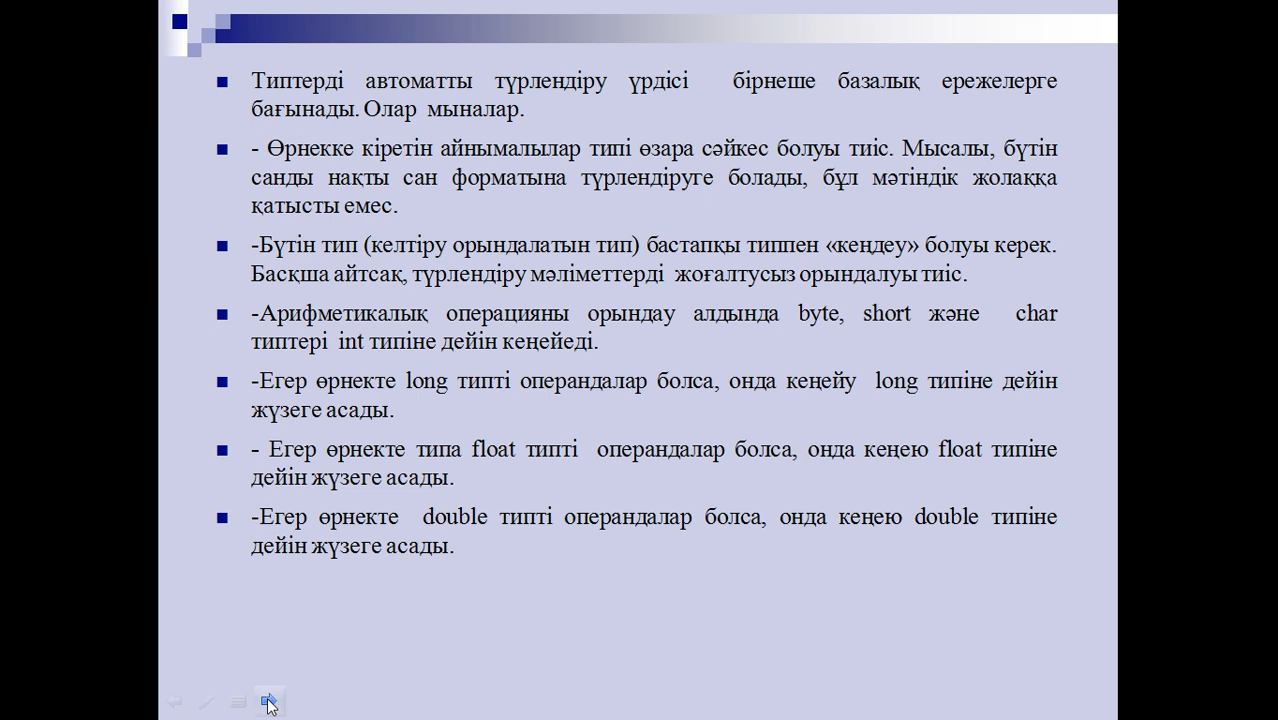 Типтерді автоматты түрлендіру үрдісі бірнеше базалық ережелерге
бағынады. Олар мыналар.
- Өрнекке кіретін айнымалылар типі өзара сәйкес болуы тиіс. Мысалы, бүтін
санды нақты сан форматына түрлендіруге болады, бұл мәтіндік жолаққа
қатысты емес.
-Бүтін тип (келтіру орындалатын тип) бастапқы типпен «кеңдеу» болуы керек.
Басқша айтсақ, түрлендіру мәліметтерді жоғалтусыз орындалуы тиіс.
-Арифметикалық операцияны орындау алдында byte, short және char
типтері int типіне дейін кеңейеді.
-Егер өрнекте long типті операндалар болса, онда кеңейу long типіне дейін
жүзеге асады.
- Егер өрнекте типа float типті операндалар болса, онда кеңею float типіне
дейін жүзеге асады.
-Егер өрнекте double типті операндалар болса, онда кеңею double типіне
дейін жүзеге асады.